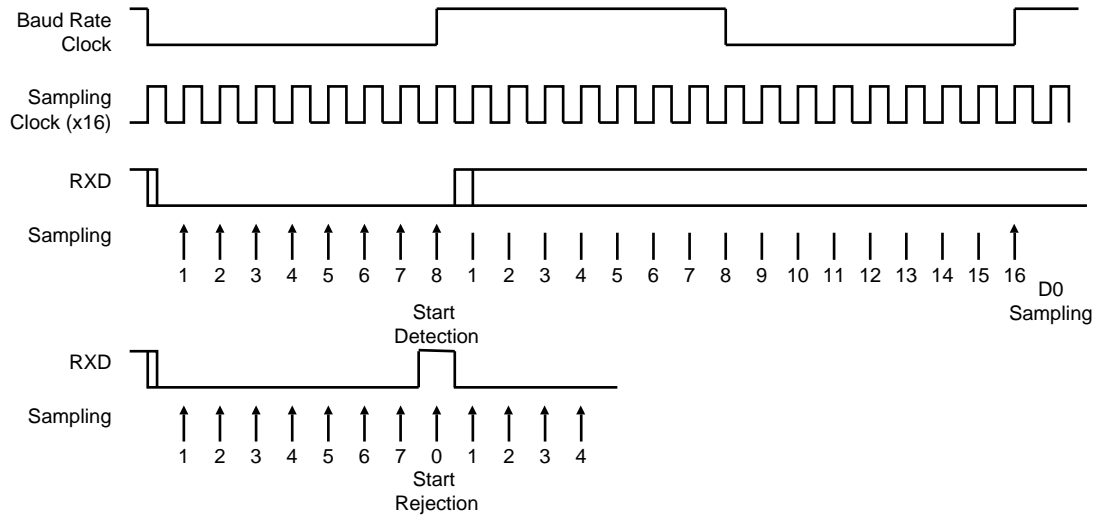 Baud Rate
Clock
Sampling
Clock (x16)
RXD
Sampling
1 2 3 4 5 6 7 8 1 2 3 4 5 6 7 8 9 10 11 12 13 14 15 16
D0
Sampling
Start
Detection
RXD
Sampling
1 2 3 4 5 6 7 0 1 2 3 4
Start
Rejection